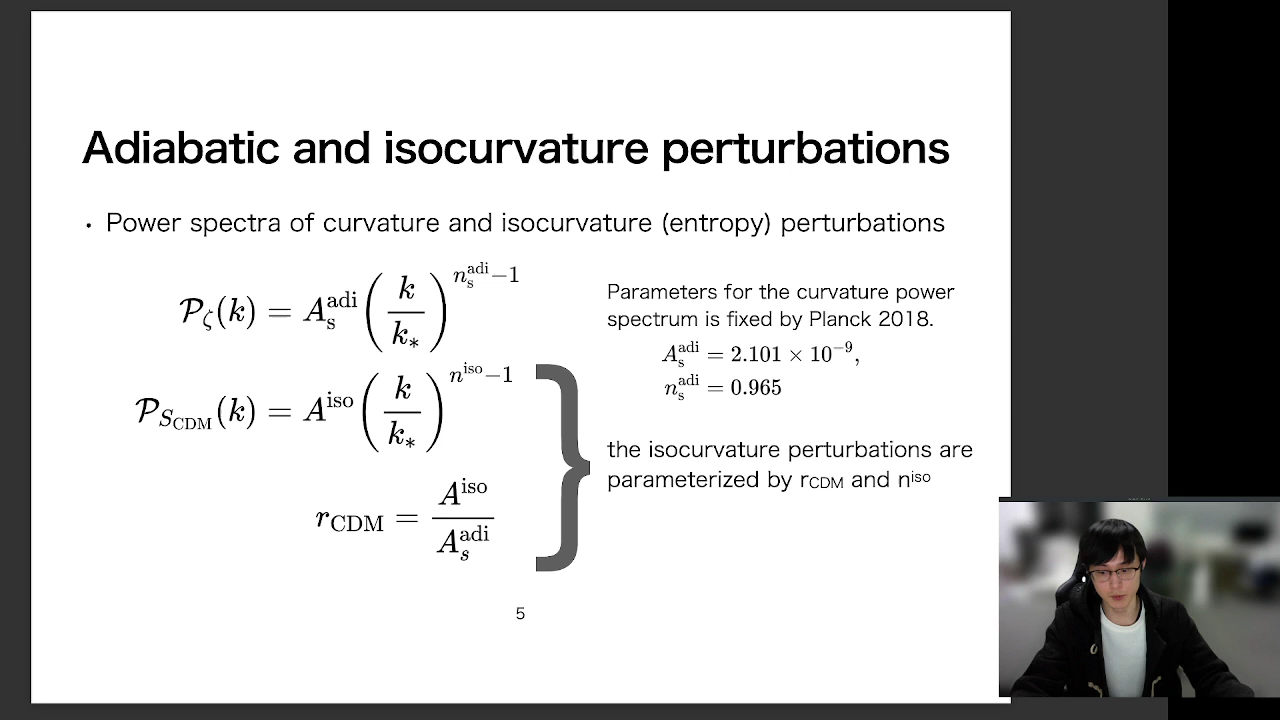 Adiabatic and isocurvature perturbations
· Power spectra of curvature and isocurvature (entropy) perturbations
𝒫_ζ(k) = A_s^adi (k/k_*)^(n_s^adi−1)
𝒫_S_CDM(k) = A^iso (k/k_*)^(n^iso−1)
r_CDM = A^iso/A_s^adi
Parameters for the curvature power
spectrum is fixed by Planck 2018.
A_s^adi = 2.101 × 10^−9,
n_s^adi = 0.965
the isocurvature perturbations are
parameterized by r_CDM and n^iso
5